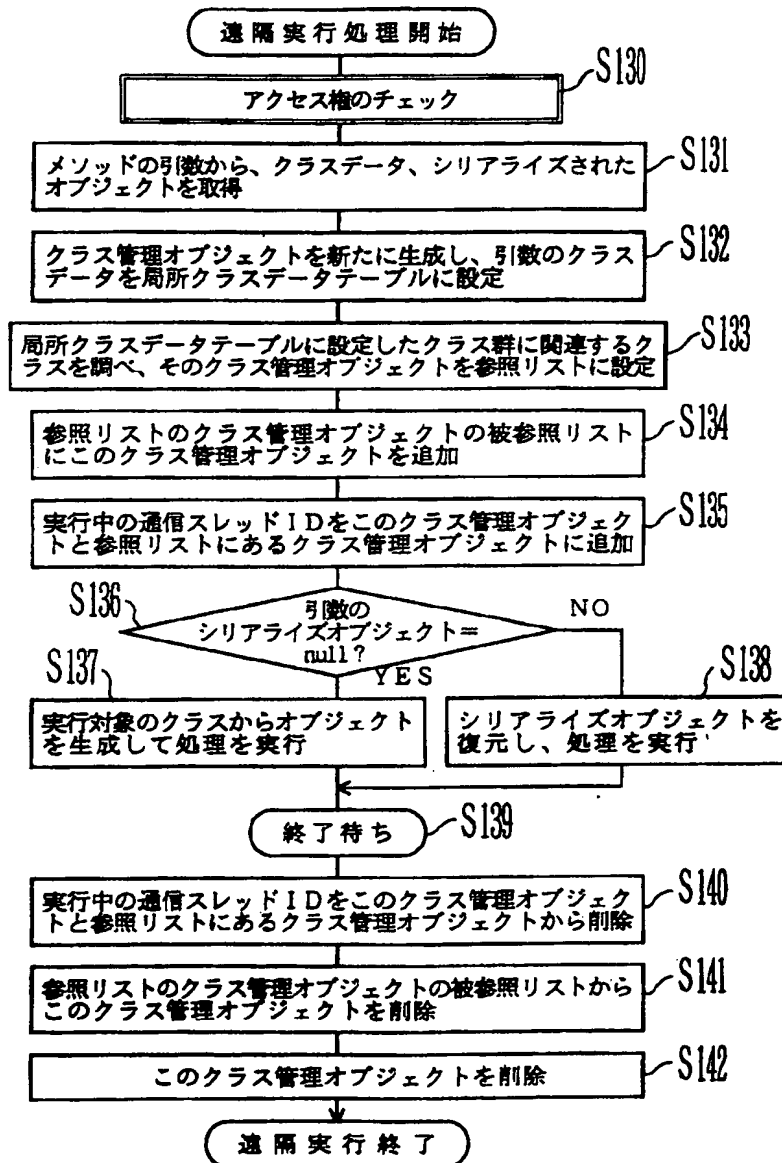 遠隔実行処理開始
S130
アクセス権のチェック
S131
メソッドの引数から、クラスデータ、シリアライズされた
オブジェクトを取得
S132
クラス管理オブジェクトを新たに生成し、引数のクラス
データを局所クラスデータテーブルに設定
S133
局所クラスデータテーブルに設定したクラス群に関連するク
ラスを調べ、そのクラス管理オブジェクトを参照リストに設定
S134
参照リストのクラス管理オブジェクトの被参照リスト
にこのクラス管理オブジェクトを追加
S135
実行中の通信スレッドIDをこのクラス管理オブジェク
トと参照リストにあるクラス管理オブジェクトに追加
S136
引数の
シリアライズオブジェクト＝
null?
NO
YES
S137
実行対象のクラスからオブジェクト
を生成して処理を実行
S138
シリアライズオブジェクトを
復元し、処理を実行
終了待ち
S139
S140
実行中の通信スレッドIDをこのクラス管理オブジェク
トと参照リストにあるクラス管理オブジェクトから削除
S141
参照リストのクラス管理オブジェクトの被参照リストから
このクラス管理オブジェクトを削除
S142
このクラス管理オブジェクトを削除
遠隔実行終了